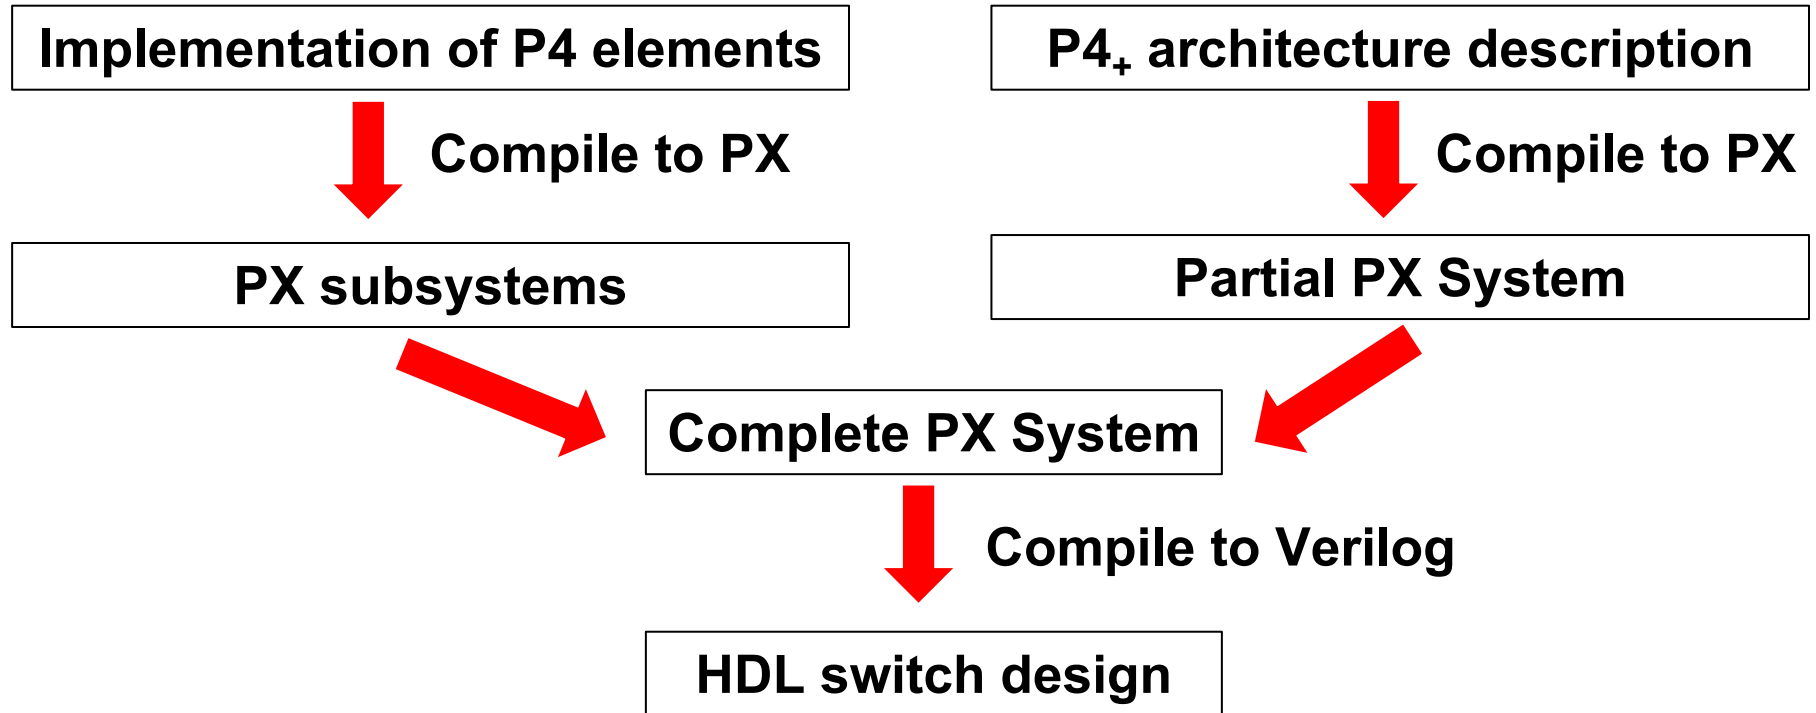 Implementation of P4 elements
P4+ architecture description
Compile to PX
Compile to PX
PX subsystems
Partial PX System
Complete PX System
Compile to Verilog
HDL switch design